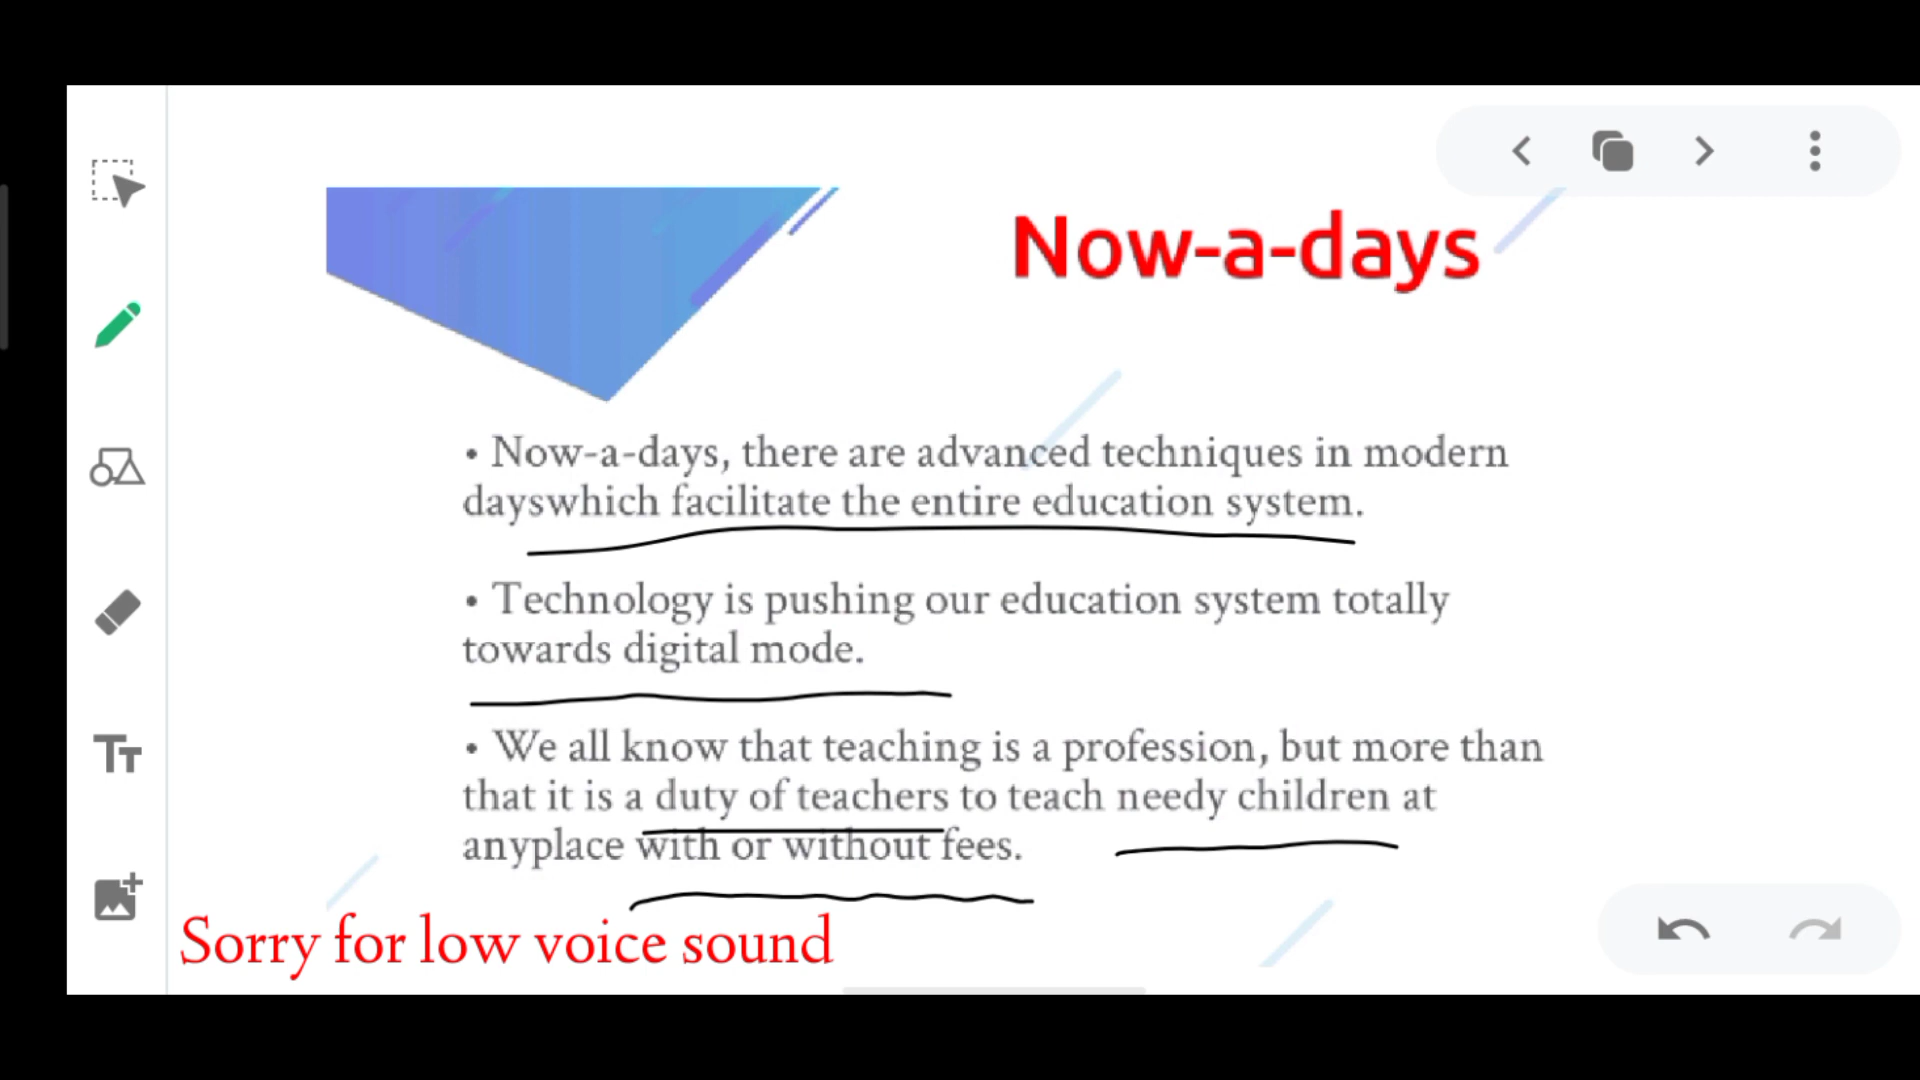 Now-a-days
• Now-a-days, there are advanced techniques in modern
dayswhich facilitate the entire education system.
• Technology is pushing our education system totally
towards digital mode.
• We all know that teaching is a profession, but more than
that it is a duty of teachers to teach needy children at
anyplace with or without fees.
Sorry for low voice sound